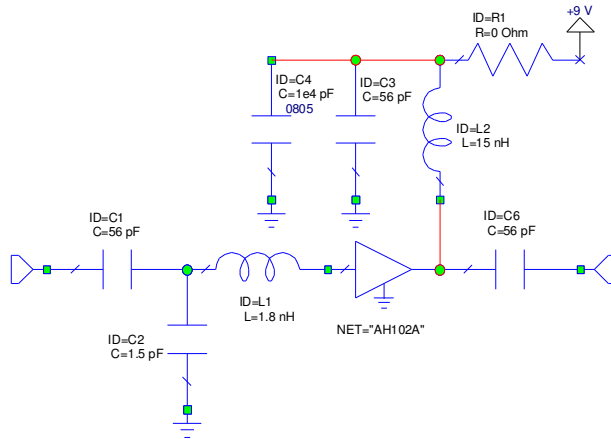 ID=R1
R=0 Ohm
+9 V
ID=C4
C=1e4 pF
0805
ID=C3
C=56 pF
ID=L2
L=15 nH
ID=C1
C=56 pF
ID=C6
C=56 pF
ID=L1
L=1.8 nH
NET="AH102A"
ID=C2
C=1.5 pF